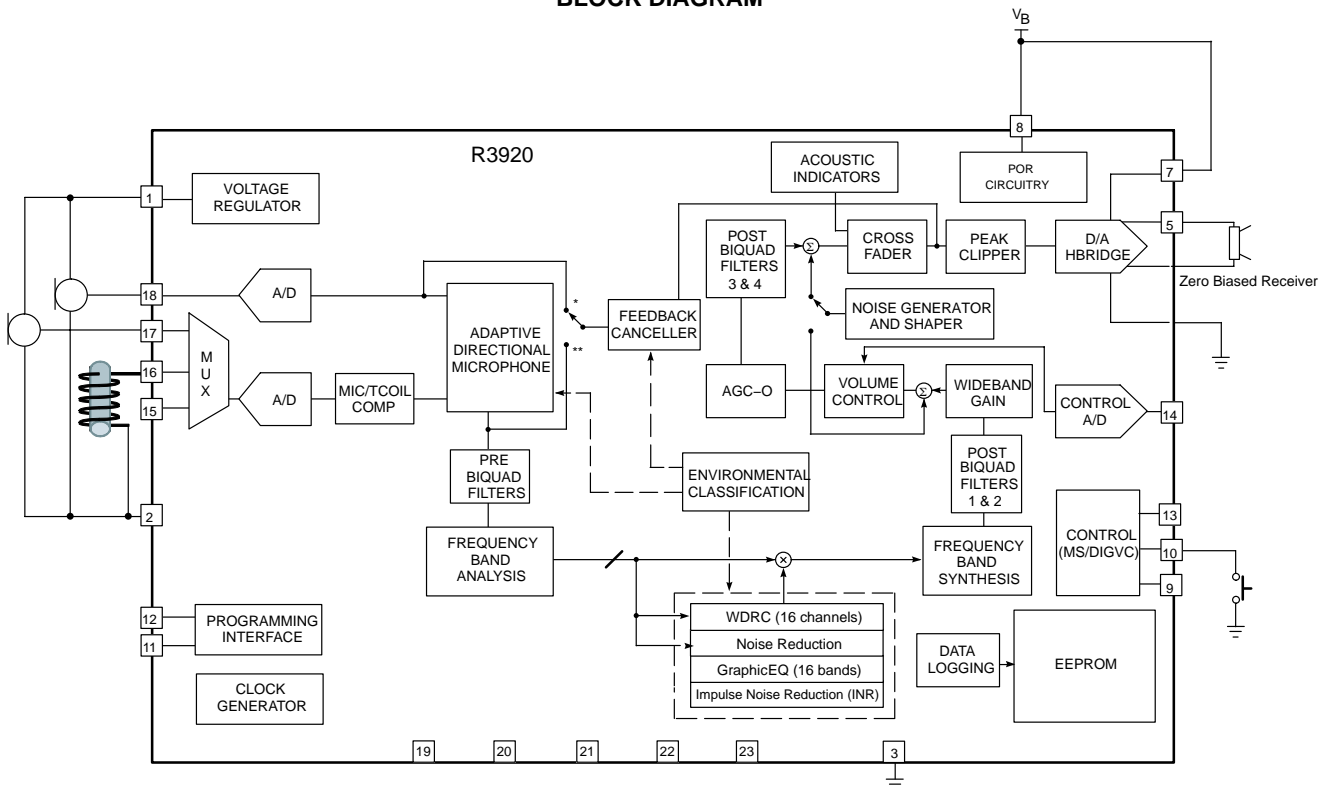 BLOCK DIAGRAM
VB
8
R3920
ACOUSTIC
INDICATORS
POR
CIRCUITRY
7
1
VOLTAGE
REGULATOR
5
POST
BIQUAD
FILTERS
3 & 4
Σ
CROSS
FADER
PEAK
CLIPPER
D/A
HBRIDGE
Zero Biased Receiver
18
A/D
*
FEEDBACK
CANCELLER
NOISE GENERATOR
AND SHAPER
17
ADAPTIVE
DIRECTIONAL
MICROPHONE
**
16
M
U
X
15
A/D
MIC/TCOIL
COMP
AGC–O
VOLUME
CONTROL
Σ
WIDEBAND
GAIN
CONTROL
A/D
14
PRE
BIQUAD
FILTERS
ENVIRONMENTAL
CLASSIFICATION
POST
BIQUAD
FILTERS
1 & 2
2
13
CONTROL
(MS/DIGVC)
10
9
FREQUENCY
BAND
ANALYSIS
×
FREQUENCY
BAND
SYNTHESIS
12
11
PROGRAMMING
INTERFACE
WDRC (16 channels)
Noise Reduction
GraphicEQ (16 bands)
Impulse Noise Reduction (INR)
DATA
LOGGING
EEPROM
CLOCK
GENERATOR
19
20
21
22
23
3